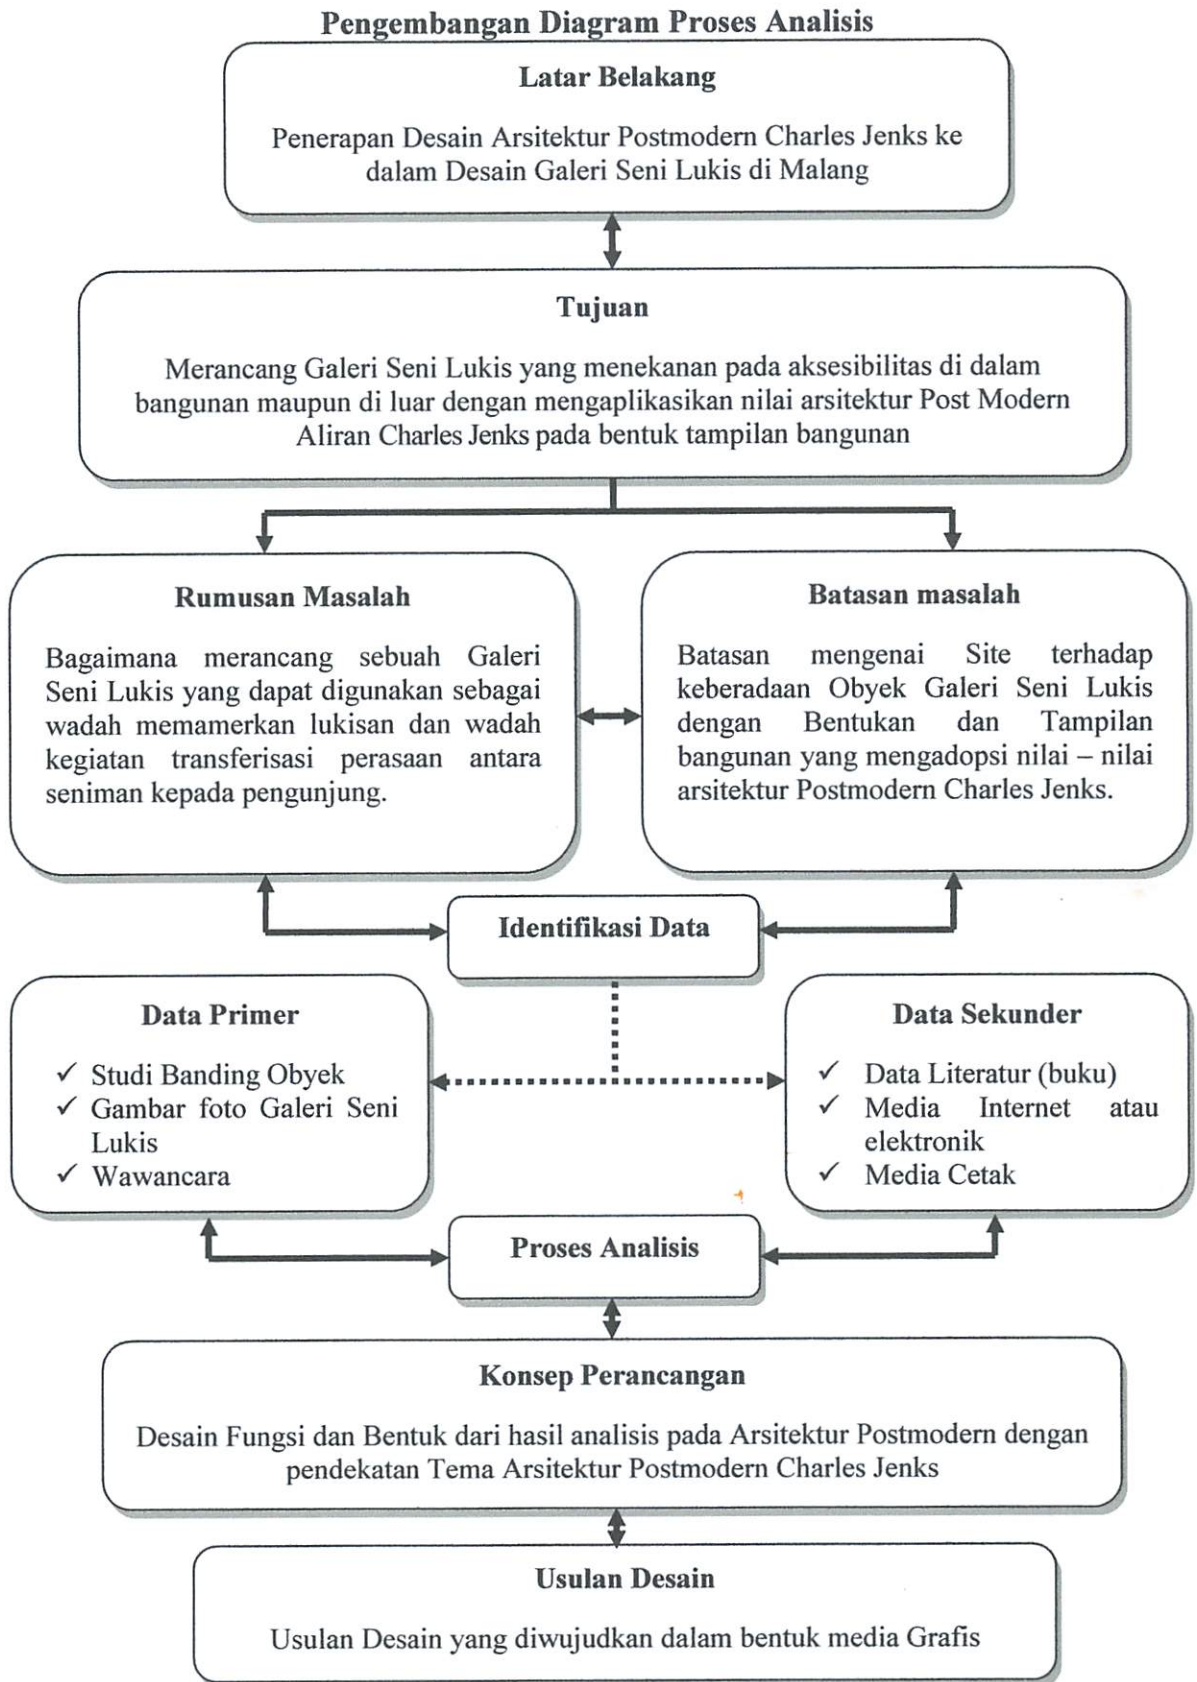 Pengembangan Diagram Proses Analisis
Latar Belakang
Penerapan Desain Arsitektur Postmodern Charles Jenks ke
dalam Desain Galeri Seni Lukis di Malang
Tujuan
Merancang Galeri Seni Lukis yang menekanan pada aksesibilitas di dalam
bangunan maupun di luar dengan mengaplikasikan nilai arsitektur Post Modern
Aliran Charles Jenks pada bentuk tampilan bangunan
Rumusan Masalah
Bagaimana merancang sebuah Galeri
Seni Lukis yang dapat digunakan sebagai
wadah memamerkan lukisan dan wadah
kegiatan transferisasi perasaan antara
seniman kepada pengunjung.
Batasan masalah
Batasan mengenai Site terhadap
keberadaan Obyek Galeri Seni Lukis
dengan Bentukan dan Tampilan
bangunan yang mengadopsi nilai – nilai
arsitektur Postmodern Charles Jenks.
Identifikasi Data
Data Primer
✓ Studi Banding Obyek
✓ Gambar foto Galeri Seni
Lukis
✓ Wawancara
Data Sekunder
✓ Data Literatur (buku)
✓ Media Internet atau
elektronik
✓ Media Cetak
Proses Analisis
Konsep Perancangan
Desain Fungsi dan Bentuk dari hasil analisis pada Arsitektur Postmodern dengan
pendekatan Tema Arsitektur Postmodern Charles Jenks
Usulan Desain
Usulan Desain yang diwujudkan dalam bentuk media Grafis